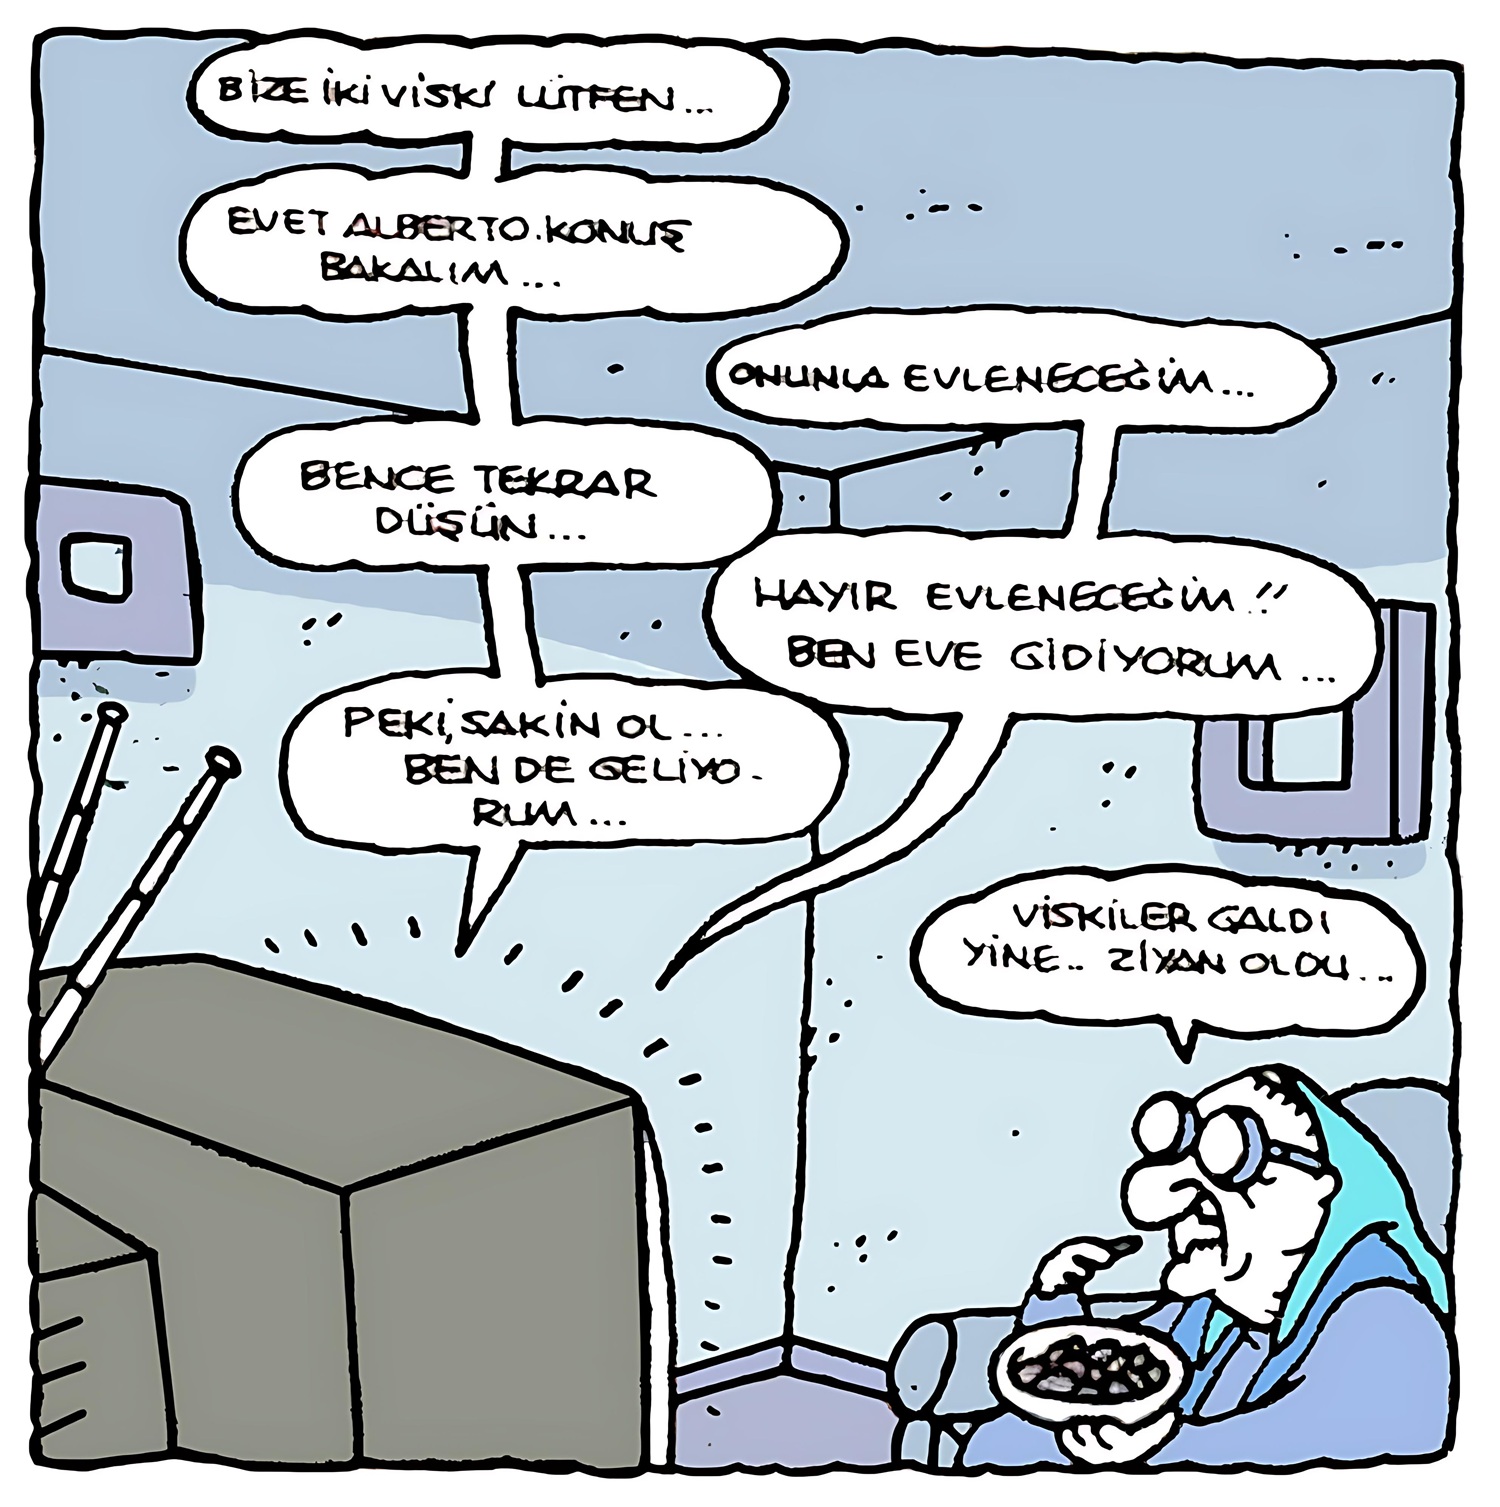 BİZE İKİ VİSKİ LÜTFEN...
EVET ALBERTO.KONUŞ
BAKALIM...
ONUNLA EVLENECEĞİM...
BENCE TEKRAR
DÜŞÜN...
HAYIR EVLENECEĞİM!!
BEN EVE GİDİYORUM...
PEKİ,SAKİN OL...
BEN DE GELİYO-
RUM...
VİSKİLER GALDI
YİNE.. ZİYAN OLDU...